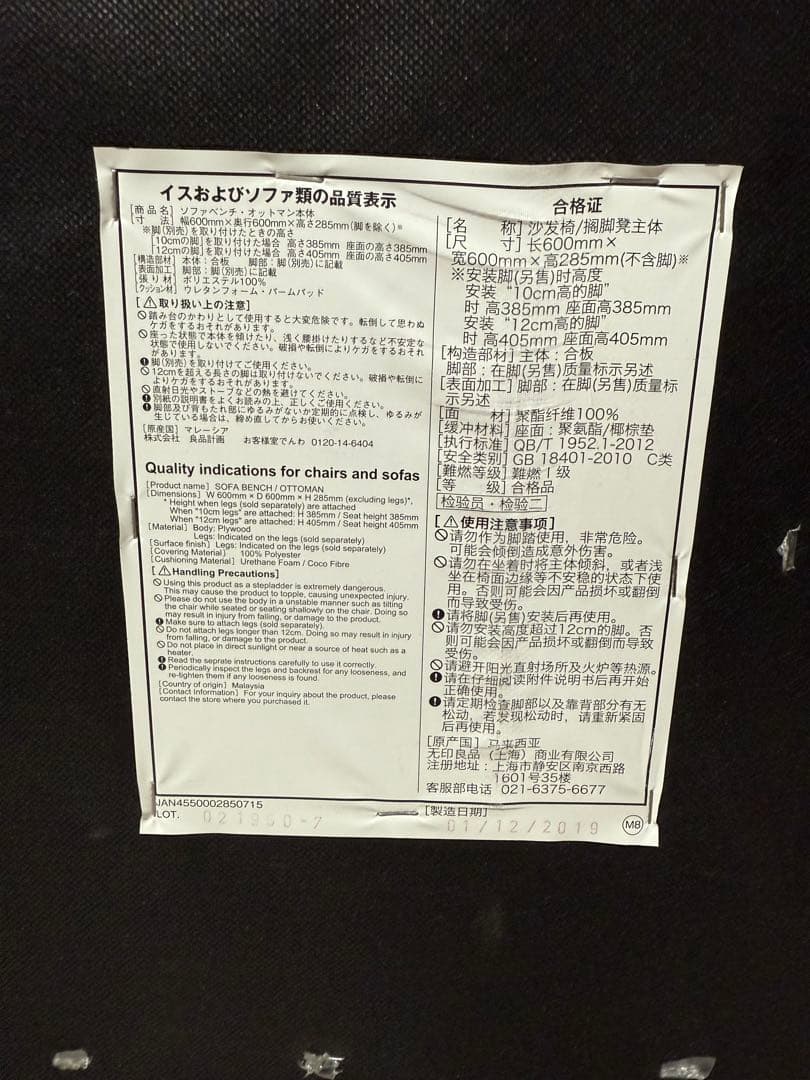 イスおよびソファ類の品質表示
[商品名] ソファベンチ・オットマン本体
[寸 法] 幅600mm×奥行600mm×高さ285mm(脚を除く)※
※脚(別売)を取り付けたときの高さ
[10cmの脚]を取り付けた場合 高さ385mm 座面の高さ385mm
[12cmの脚]を取り付けた場合 高さ405mm 座面の高さ405mm
[構造部材] 本体:合板 脚部:脚(別売)に記載
[表面加工] 脚部:脚(別売)に記載
[張り材] ポリエステル100%
[クッション材] ウレタンフォーム・パームパッド
[⚠取り扱い上の注意]
踏み台のかわりとして使用すると大変危険です。転倒して思わぬ
ケガをするおそれがあります。
座った状態で本体を傾けたり、浅く腰掛けたりするなど不安定な
状態で使用しないでください。破損や転倒によりケガをするおそれ
があります。
脚(別売)を取り付けてご使用ください。
12cmを超える長さの脚は取り付けないでください。破損や転倒に
よりケガをするおそれがあります。
直射日光やストーブなどの熱を避けてください。
別紙の説明書をよくお読みの上、正しくご使用ください。
脚部及び背もたれ部にゆるみがないか定期的に点検し、ゆるみが
生じている場合は、締め直してからお使いください。
[原産国] マレーシア
株式会社 良品計画 お客様室でんわ 0120-14-6404
Quality indications for chairs and sofas
[Product name] SOFA BENCH / OTTOMAN
[Dimensions] W 600mm × D 600mm × H 285mm (excluding legs)*,
* Height when legs (sold separately) are attached
When "10cm legs" are attached: H 385mm / Seat height 385mm
When "12cm legs" are attached: H 405mm / Seat height 405mm
[Material] Body: Plywood
Legs: Indicated on the legs (sold separately)
[Surface finish] Legs: Indicated on the legs (sold separately)
[Covering Material] 100% Polyester
[Cushioning Material] Urethane Foam / Coco Fibre
[⚠Handling Precautions]
Using this product as a stepladder is extremely dangerous.
This may cause the product to topple, causing unexpected injury.
Please do not use the body in a unstable manner such as tilting
the chair while seated or seating shallowly on the chair. Doing so
may result in injury from falling, or damage to the product.
Make sure to attach legs (sold separately).
Do not attach legs longer than 12cm. Doing so may result in injury
from falling, or damage to the product.
Do not place in direct sunlight or near a source of heat such as a
heater.
Read the seprate instructions carefully to use it correctly.
Periodically inspect the legs and backrest for any looseness, and
re-tighten them if any looseness is found.
[Country of origin] Malaysia
[Contact Information] For your inquiry about the product, please
contact the store where you purchased it.
合格证
[名 称] 沙发椅/搁脚凳主体
[尺 寸] 长600mm×
宽600mm×高285mm(不含脚)※
※安装脚(另售)时高度
安装“10cm高的脚”
时 高385mm 座面高385mm
安装“12cm高的脚”
时 高405mm 座面高405mm
[构造部材] 主体:合板
脚部:在脚(另售)质量标示另述
[表面加工] 脚部:在脚(另售)质量标
示另述
[面 材] 聚酯纤维100%
[缓冲材料] 座面:聚氨酯/椰棕垫
[执行标准] QB/T 1952.1-2012
[安全类别] GB 18401-2010 C类
[難燃等级] 難燃1级
[等 级] 合格品
检验员・检验二
[⚠使用注意事项]
请勿作为脚踏使用，非常危险。
可能会倾倒造成意外伤害。
请勿在坐着时将主体倾斜，或者浅
坐在椅面边缘等不安稳的状态下使
用。否则可能会因产品损坏或翻倒
而导致受伤。
请将脚(另售)安装后再使用。
请勿安装高度超过12cm的脚。否
则可能会因产品损坏或翻倒而导致
受伤。
请避开阳光直射场所及火炉等热源。
请在仔细阅读附件说明书后再开始
正确使用。
请定期检查脚部以及靠背部分有无
松动，若发现松动时，请重新紧固
后再使用。
[原产国] 马来西亚
无印良品（上海）商业有限公司
注册地址：上海市静安区南京西路
1601号35楼
客服部电话 021-6375-6677
JAN4550002850715
LOT. 021960-7
[製造日期] 01/12/2019
M8